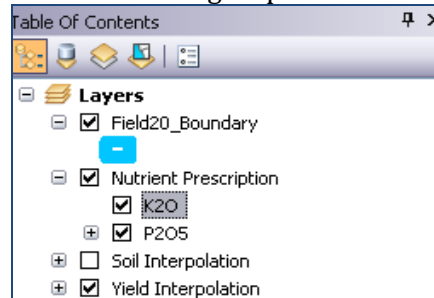 Table Of Contents
Layers
Field20_Boundary
Nutrient Prescription
K2O
P2O5
Soil Interpolation
Yield Interpolation